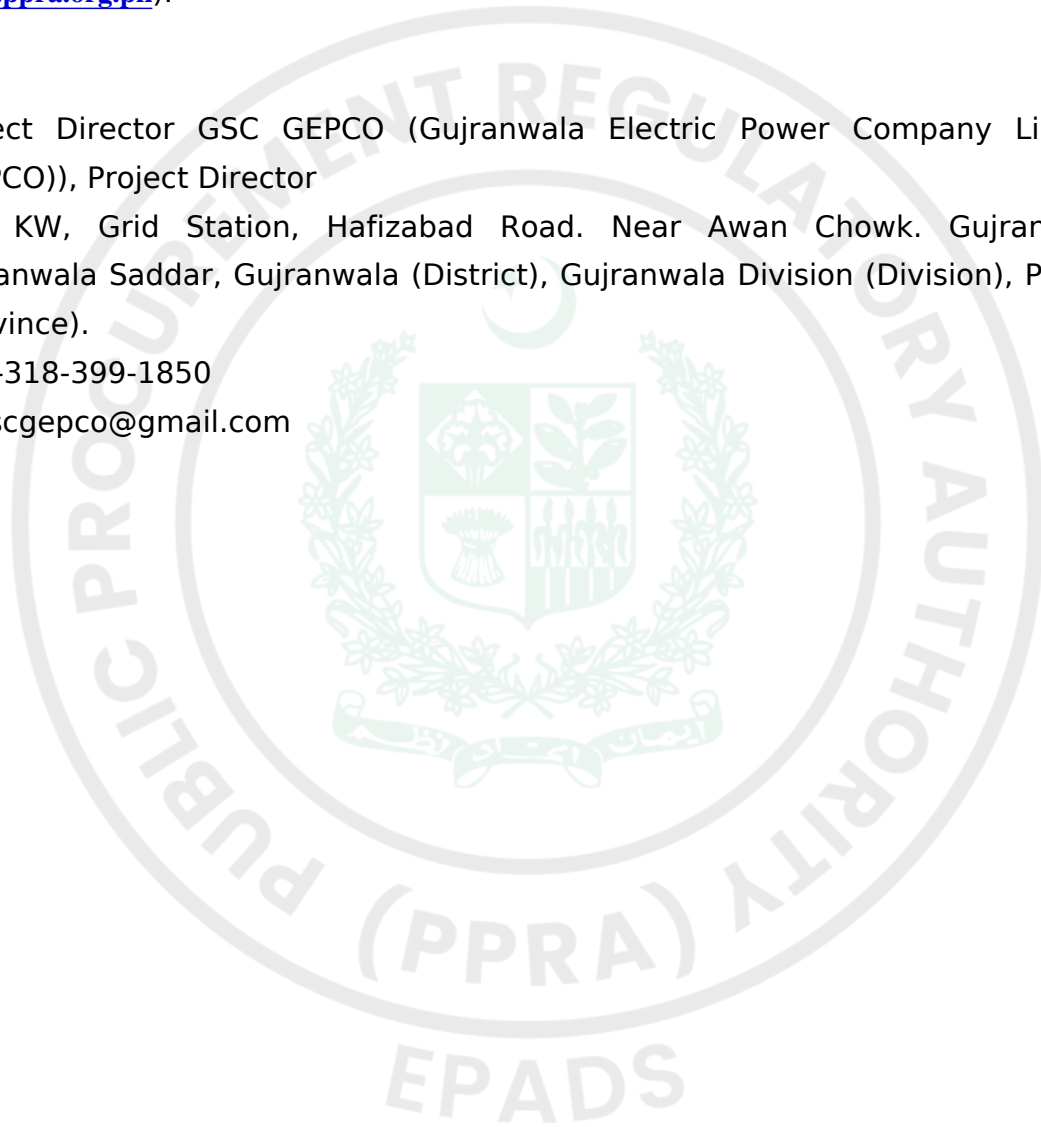 ppra.org.pk).
ect Director GSC GEPCO (Gujranwala Electric Power Company Li
PCO)), Project Director
KW, Grid Station, Hafizabad Road. Near Awan Chowk. Gujran
anwala Saddar, Gujranwala (District), Gujranwala Division (Division), P
vince).
-318-399-1850
scgepco@gmail.com
PUBLIC PROCUREMENT REGULATORY AUTHORITY
(PPRA)
EPADS